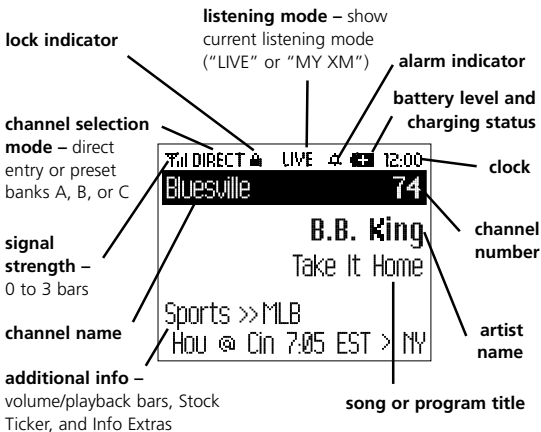 listening mode – show
current listening mode
(“LIVE” or “MY XM”)
lock indicator
alarm indicator
battery level and
charging status
channel selection
mode – direct
entry or preset
banks A, B, or C
clock
DIRECT LIVE 12:00
Bluesville 74
B.B. King
Take It Home
Sports >>MLB
Hou @ Cin 7:05 EST > NY
channel
number
signal
strength –
0 to 3 bars
channel name
artist
name
additional info –
volume/playback bars, Stock
Ticker, and Info Extras
song or program title